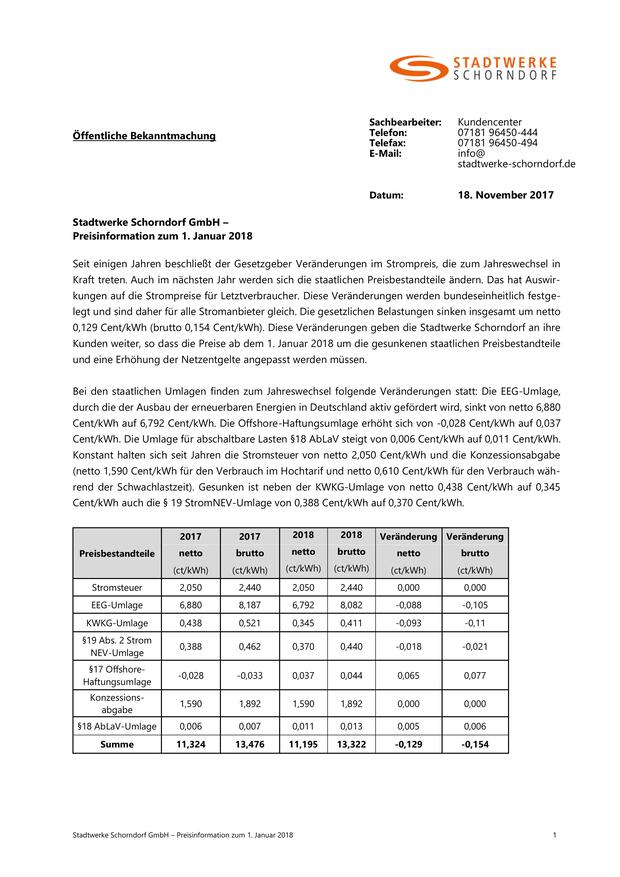 STADTWERKE
SCHORNDORF
Öffentliche Bekanntmachung
Sachbearbeiter: Kundencenter
Telefon: 07181 96450-444
Telefax: 07181 96450-494
E-Mail: info@
stadtwerke-schorndorf.de
Datum: 18. November 2017
Stadtwerke Schorndorf GmbH –
Preisinformation zum 1. Januar 2018
Seit einigen Jahren beschließt der Gesetzgeber Veränderungen im Strompreis, die zum Jahreswechsel in
Kraft treten. Auch im nächsten Jahr werden sich die staatlichen Preisbestandteile ändern. Das hat Auswir-
kungen auf die Strompreise für Letztverbraucher. Diese Veränderungen werden bundeseinheitlich festge-
legt und sind daher für alle Stromanbieter gleich. Die gesetzlichen Belastungen sinken insgesamt um netto
0,129 Cent/kWh (brutto 0,154 Cent/kWh). Diese Veränderungen geben die Stadtwerke Schorndorf an ihre
Kunden weiter, so dass die Preise ab dem 1. Januar 2018 um die gesunkenen staatlichen Preisbestandteile
und eine Erhöhung der Netzentgelte angepasst werden müssen.
Bei den staatlichen Umlagen finden zum Jahreswechsel folgende Veränderungen statt: Die EEG-Umlage,
durch die der Ausbau der erneuerbaren Energien in Deutschland aktiv gefördert wird, sinkt von netto 6,880
Cent/kWh auf 6,792 Cent/kWh. Die Offshore-Haftungsumlage erhöht sich von -0,028 Cent/kWh auf 0,037
Cent/kWh. Die Umlage für abschaltbare Lasten §18 AbLaV steigt von 0,006 Cent/kWh auf 0,011 Cent/kWh.
Konstant halten sich seit Jahren die Stromsteuer von netto 2,050 Cent/kWh und die Konzessionsabgabe
(netto 1,590 Cent/kWh für den Verbrauch im Hochtarif und netto 0,610 Cent/kWh für den Verbrauch wäh-
rend der Schwachlastzeit). Gesunken ist neben der KWKG-Umlage von netto 0,438 Cent/kWh auf 0,345
Cent/kWh auch die § 19 StromNEV-Umlage von 0,388 Cent/kWh auf 0,370 Cent/kWh.
Preisbestandteile 2017 netto (ct/kWh) 2017 brutto (ct/kWh) 2018 netto (ct/kWh) 2018 brutto (ct/kWh) Veränderung netto (ct/kWh) Veränderung brutto (ct/kWh)
Stromsteuer 2,050 2,440 2,050 2,440 0,000 0,000
EEG-Umlage 6,880 8,187 6,792 8,082 -0,088 -0,105
KWKG-Umlage 0,438 0,521 0,345 0,411 -0,093 -0,11
§19 Abs. 2 Strom
NEV-Umlage 0,388 0,462 0,370 0,440 -0,018 -0,021
§17 Offshore-
Haftungsumlage -0,028 -0,033 0,037 0,044 0,065 0,077
Konzessions-
abgabe 1,590 1,892 1,590 1,892 0,000 0,000
§18 AbLaV-Umlage 0,006 0,007 0,011 0,013 0,005 0,006
Summe 11,324 13,476 11,195 13,322 -0,129 -0,154
Stadtwerke Schorndorf GmbH – Preisinformation zum 1. Januar 2018 1